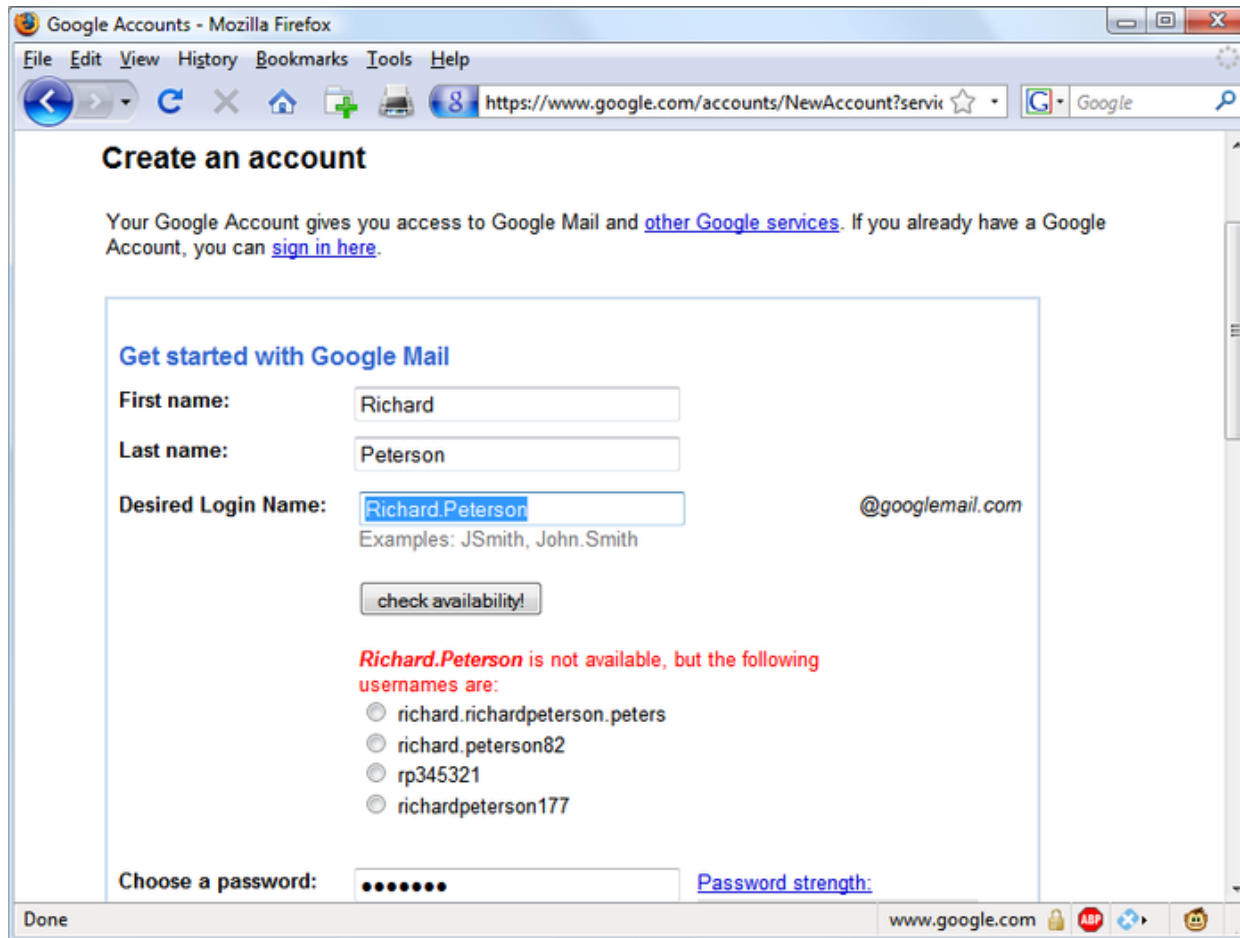 Google Accounts - Mozilla Firefox
File Edit View History Bookmarks Tools Help
https://www.google.com/accounts/NewAccount?servic
G Google
Create an account
Your Google Account gives you access to Google Mail and other Google services. If you already have a Google
Account, you can sign in here.
Get started with Google Mail
First name: Richard
Last name: Peterson
Desired Login Name: Richard.Peterson @googlemail.com
Examples: JSmith, John.Smith
check availability!
Richard.Peterson is not available, but the following
usernames are:
richard.richardpeterson.peters
richard.peterson82
rp345321
richardpeterson177
Choose a password: ●●●●●●● Password strength:
Done www.google.com ABP